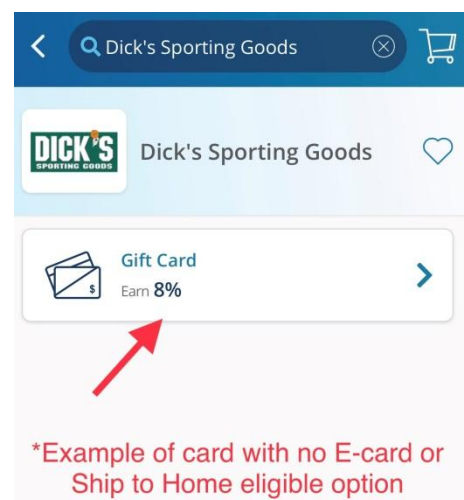 Dick's Sporting Goods
DICK'S
SPORTING GOODS
Dick's Sporting Goods
Gift Card
$
Earn 8%
*Example of card with no E-card or
Ship to Home eligible option